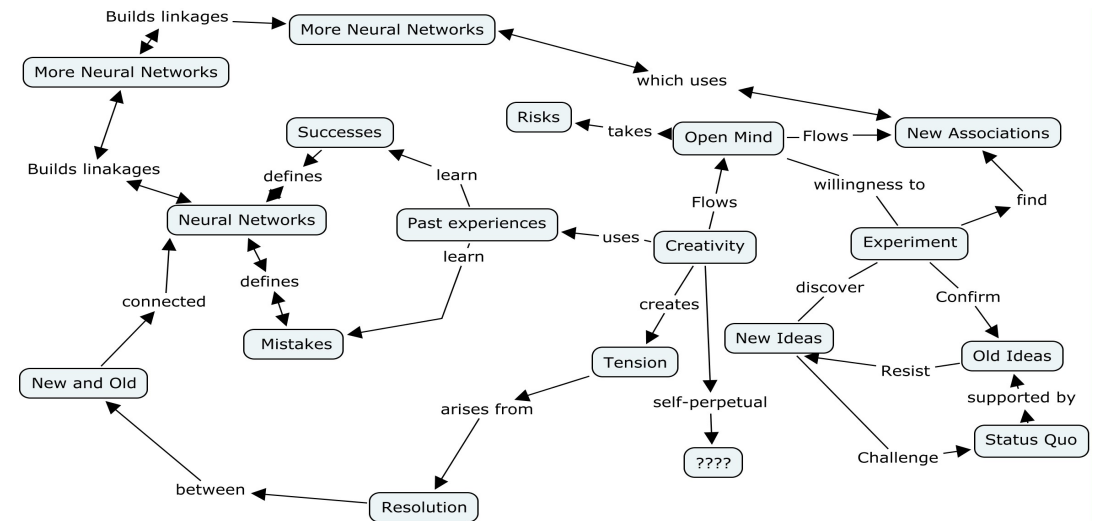 Builds linkages
More Neural Networks
More Neural Networks
which uses
Risks
takes
Open Mind
Flows
New Associations
Successes
Builds linakages
defines
learn
willingness to
find
Neural Networks
Past experiences
Flows
uses
Creativity
Experiment
learn
defines
connected
creates
discover
Confirm
Mistakes
New Ideas
Old Ideas
Tension
Resist
New and Old
arises from
self-perpetual
supported by
Status Quo
Challenge
????
between
Resolution